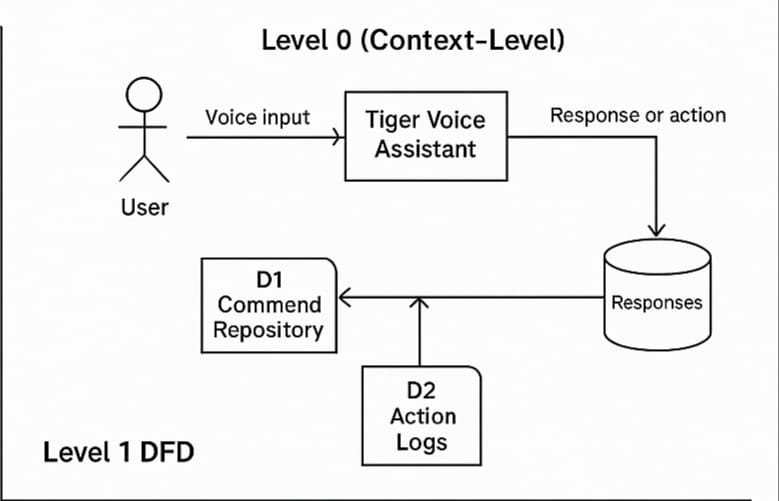 Level 0 (Context-Level)
Voice input
Tiger Voice
Assistant
Response or action
User
D1
Commend
Repository
Responses
D2
Action
Logs
Level 1 DFD